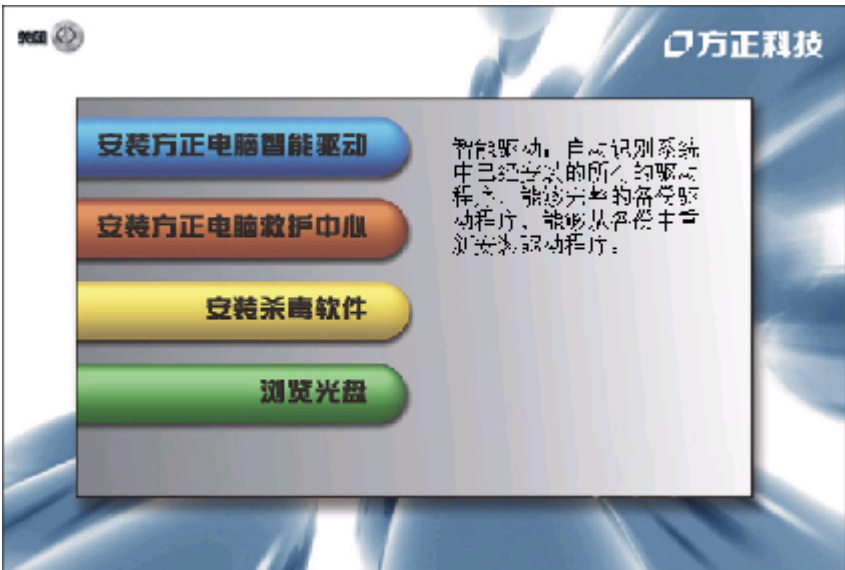 关闭
方正科技
安装方正电脑智能驱动
安装方正电脑救护中心
安装杀毒软件
浏览光盘
智能驱动：自动识别系统
中已经安装的所有的驱动
程序，能够完整的备份驱
动程序，能够从备份中重
新安装驱动程序。